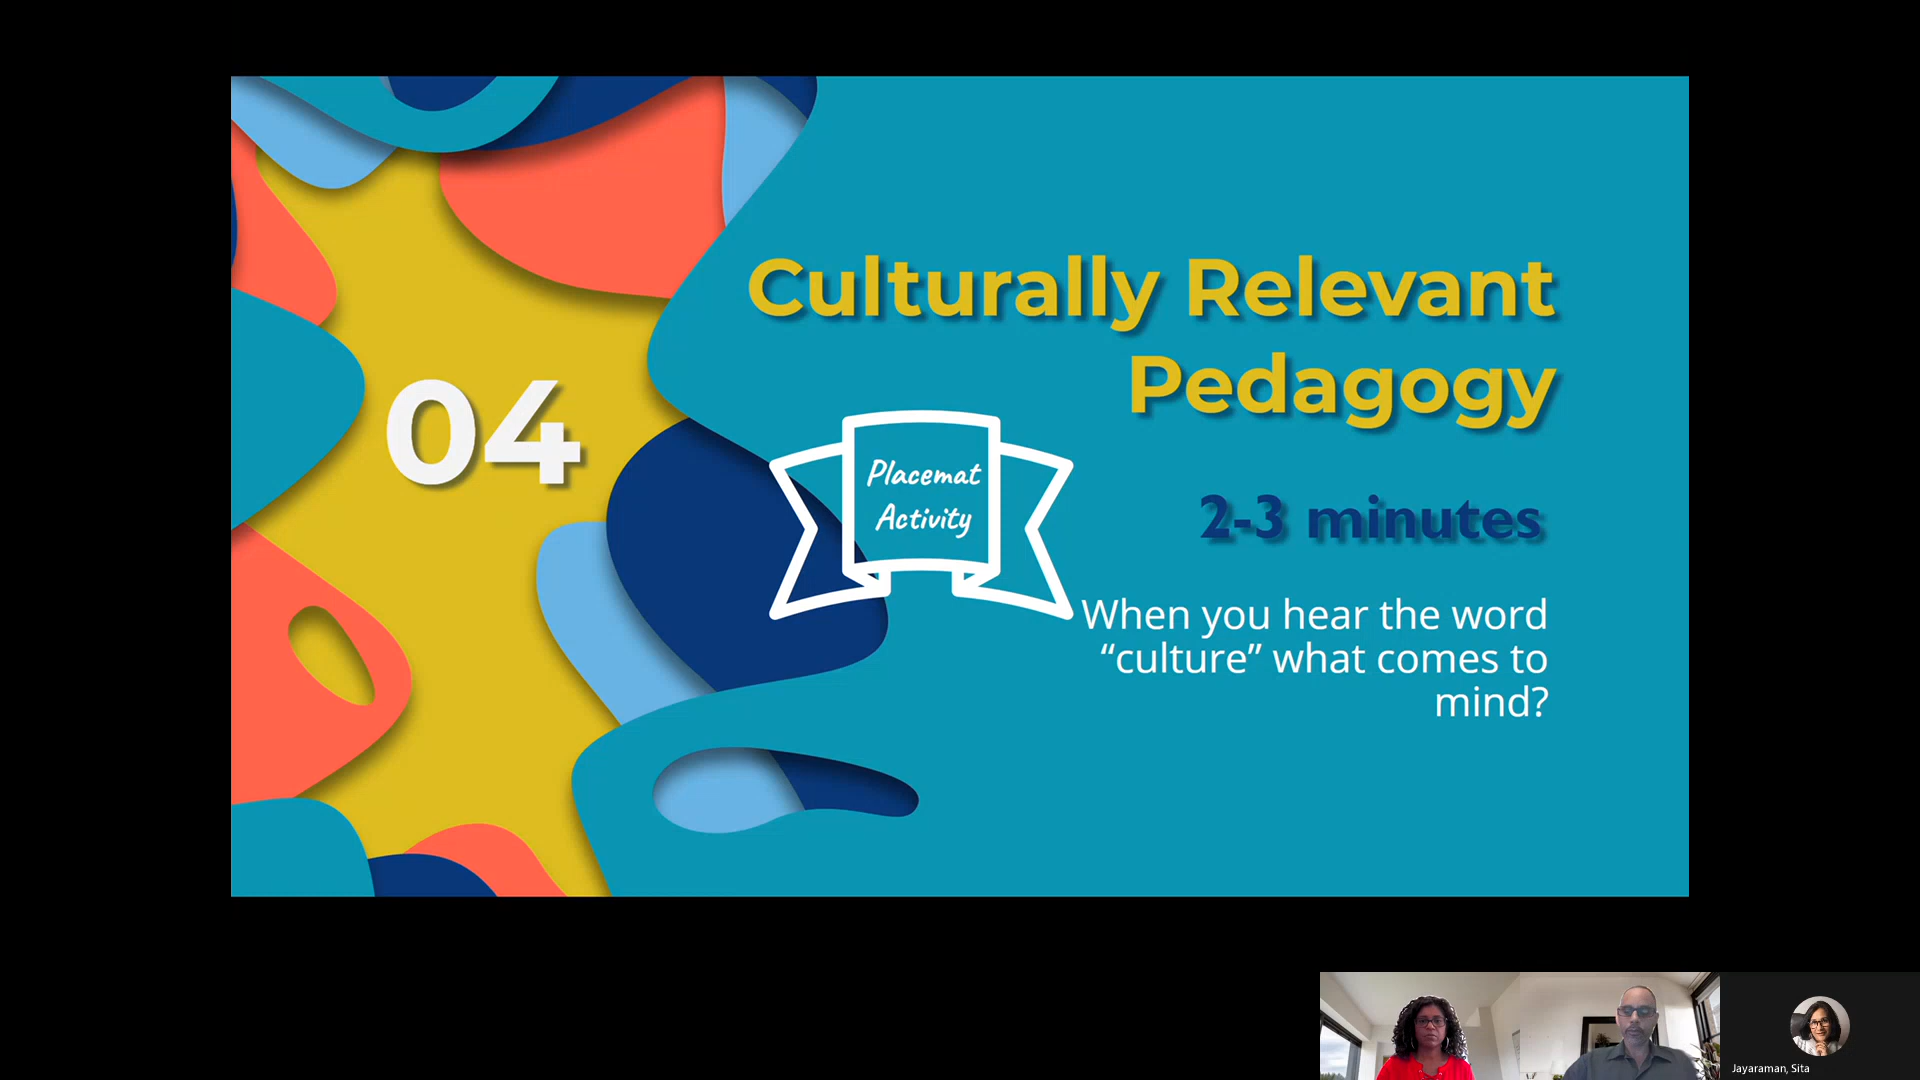 04
Culturally Relevant
Pedagogy
Placemat
Activity
2-3 minutes
When you hear the word
“culture” what comes to
mind?
Jayaraman, Sita